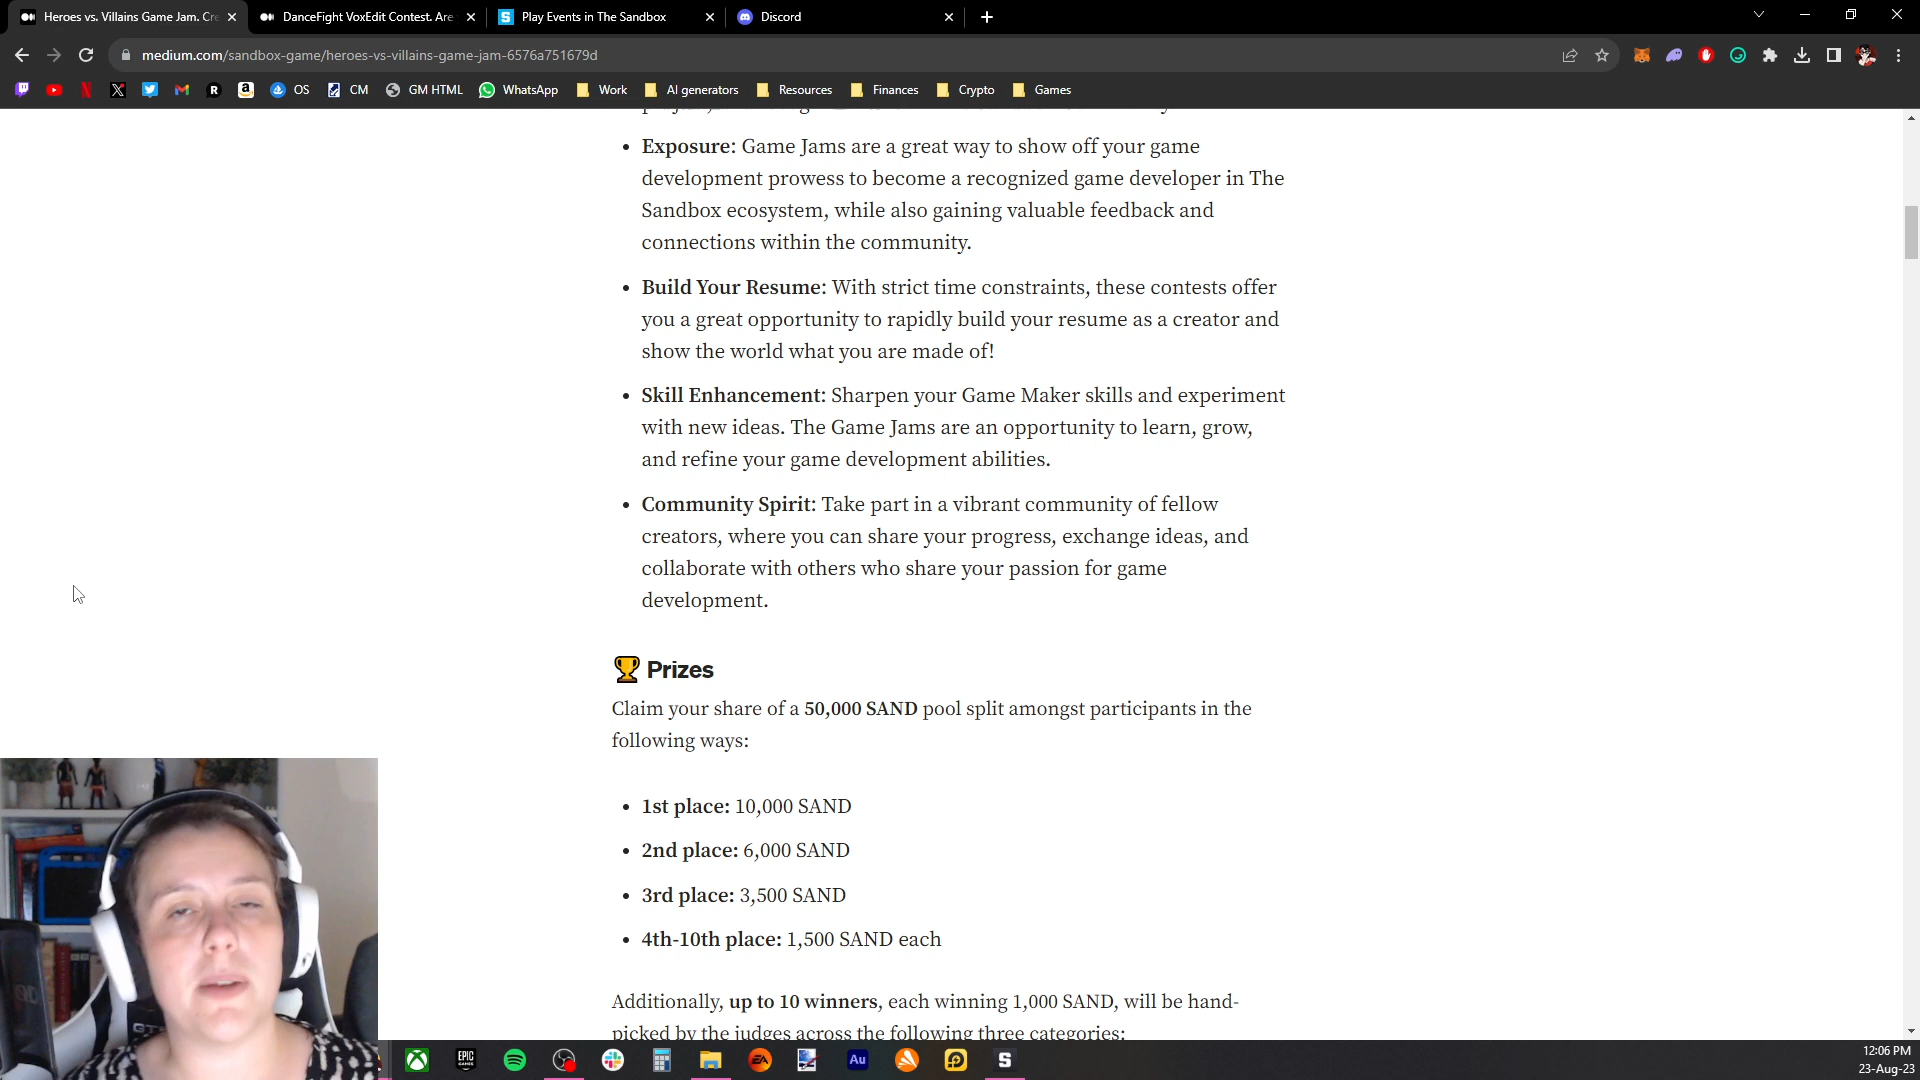 Heroes vs. Villains Game Jam. Cre
DanceFight VoxEdit Contest. Are
Play Events in The Sandbox
Discord
medium.com/sandbox-game/heroes-vs-villains-game-jam-6576a751679d
OS
CM
GM HTML
WhatsApp
Work
AI generators
Resources
Finances
Crypto
Games
• Exposure: Game Jams are a great way to show off your game
development prowess to become a recognized game developer in The
Sandbox ecosystem, while also gaining valuable feedback and
connections within the community.
• Build Your Resume: With strict time constraints, these contests offer
you a great opportunity to rapidly build your resume as a creator and
show the world what you are made of!
• Skill Enhancement: Sharpen your Game Maker skills and experiment
with new ideas. The Game Jams are an opportunity to learn, grow,
and refine your game development abilities.
• Community Spirit: Take part in a vibrant community of fellow
creators, where you can share your progress, exchange ideas, and
collaborate with others who share your passion for game
development.
🏆 Prizes
Claim your share of a 50,000 SAND pool split amongst participants in the
following ways:
• 1st place: 10,000 SAND
• 2nd place: 6,000 SAND
• 3rd place: 3,500 SAND
• 4th-10th place: 1,500 SAND each
Additionally, up to 10 winners, each winning 1,000 SAND, will be hand-
picked by the judges across the following three categories:
EPIC
GAMES
EA
Au
S
12:06 PM
23-Aug-23